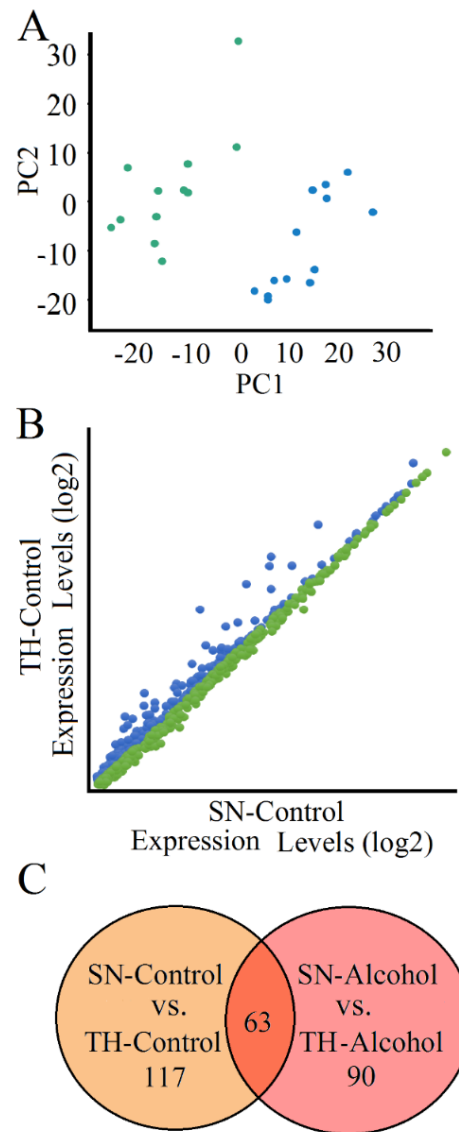 A
30
20
10
0
-10
-20
PC2
-20 -10 0 10 20 30
PC1
B
TH-Control
Expression Levels (log2)
SN-Control
Expression Levels (log2)
C
SN-Control
vs.
TH-Control
117
63
SN-Alcohol
vs.
TH-Alcohol
90